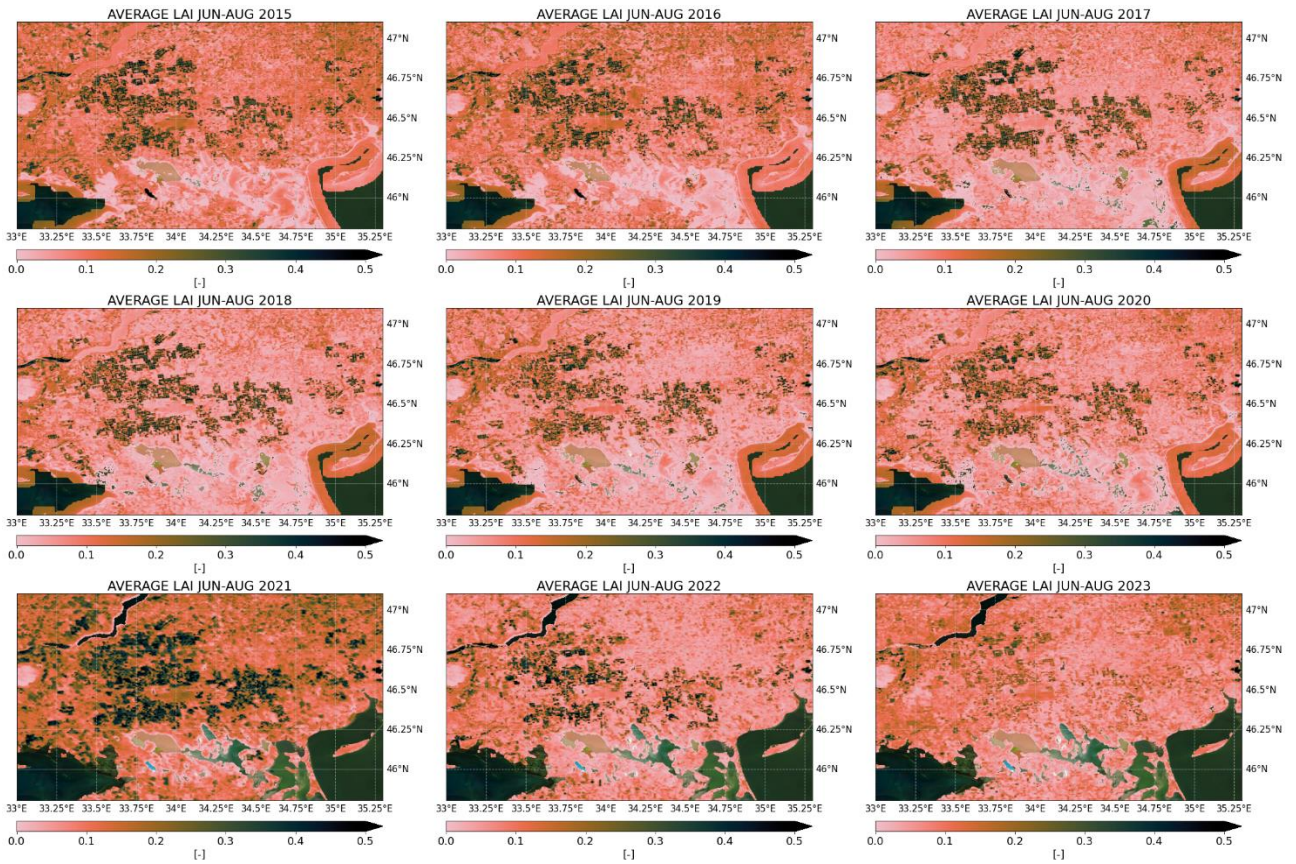 AVERAGE LAI JUN-AUG 2015 AVERAGE LAI JUN-AUG 2016 AVERAGE LAI JUN-AUG 2017
47°N 47°N 47°N
46.75°N 46.75°N 46.75°N
46.5°N 46.5°N 46.5°N
46.25°N 46.25°N 46.25°N
46°N 46°N 46°N
33°E 33.25°E 33.5°E 33.75°E 34°E 34.25°E 34.5°E 34.75°E 35°E 35.25°E 33°E 33.25°E 33.5°E 33.75°E 34°E 34.25°E 34.5°E 34.75°E 35°E 35.25°E 33°E 33.25°E 33.5°E 33.75°E 34°E 34.25°E 34.5°E 34.75°E 35°E 35.25°E
0.0 0.1 0.2 0.3 0.4 0.5 0.0 0.1 0.2 0.3 0.4 0.5 0.0 0.1 0.2 0.3 0.4 0.5
[-] [-] [-]
AVERAGE LAI JUN-AUG 2018 AVERAGE LAI JUN-AUG 2019 AVERAGE LAI JUN-AUG 2020
47°N 47°N 47°N
46.75°N 46.75°N 46.75°N
46.5°N 46.5°N 46.5°N
46.25°N 46.25°N 46.25°N
46°N 46°N 46°N
33°E 33.25°E 33.5°E 33.75°E 34°E 34.25°E 34.5°E 34.75°E 35°E 35.25°E 33°E 33.25°E 33.5°E 33.75°E 34°E 34.25°E 34.5°E 34.75°E 35°E 35.25°E 33°E 33.25°E 33.5°E 33.75°E 34°E 34.25°E 34.5°E 34.75°E 35°E 35.25°E
0.0 0.1 0.2 0.3 0.4 0.5 0.0 0.1 0.2 0.3 0.4 0.5 0.0 0.1 0.2 0.3 0.4 0.5
[-] [-] [-]
AVERAGE LAI JUN-AUG 2021 AVERAGE LAI JUN-AUG 2022 AVERAGE LAI JUN-AUG 2023
47°N 47°N 47°N
46.75°N 46.75°N 46.75°N
46.5°N 46.5°N 46.5°N
46.25°N 46.25°N 46.25°N
46°N 46°N 46°N
33°E 33.25°E 33.5°E 33.75°E 34°E 34.25°E 34.5°E 34.75°E 35°E 35.25°E 33°E 33.25°E 33.5°E 33.75°E 34°E 34.25°E 34.5°E 34.75°E 35°E 35.25°E 33°E 33.25°E 33.5°E 33.75°E 34°E 34.25°E 34.5°E 34.75°E 35°E 35.25°E
0.0 0.1 0.2 0.3 0.4 0.5 0.0 0.1 0.2 0.3 0.4 0.5 0.0 0.1 0.2 0.3 0.4 0.5
[-] [-] [-]